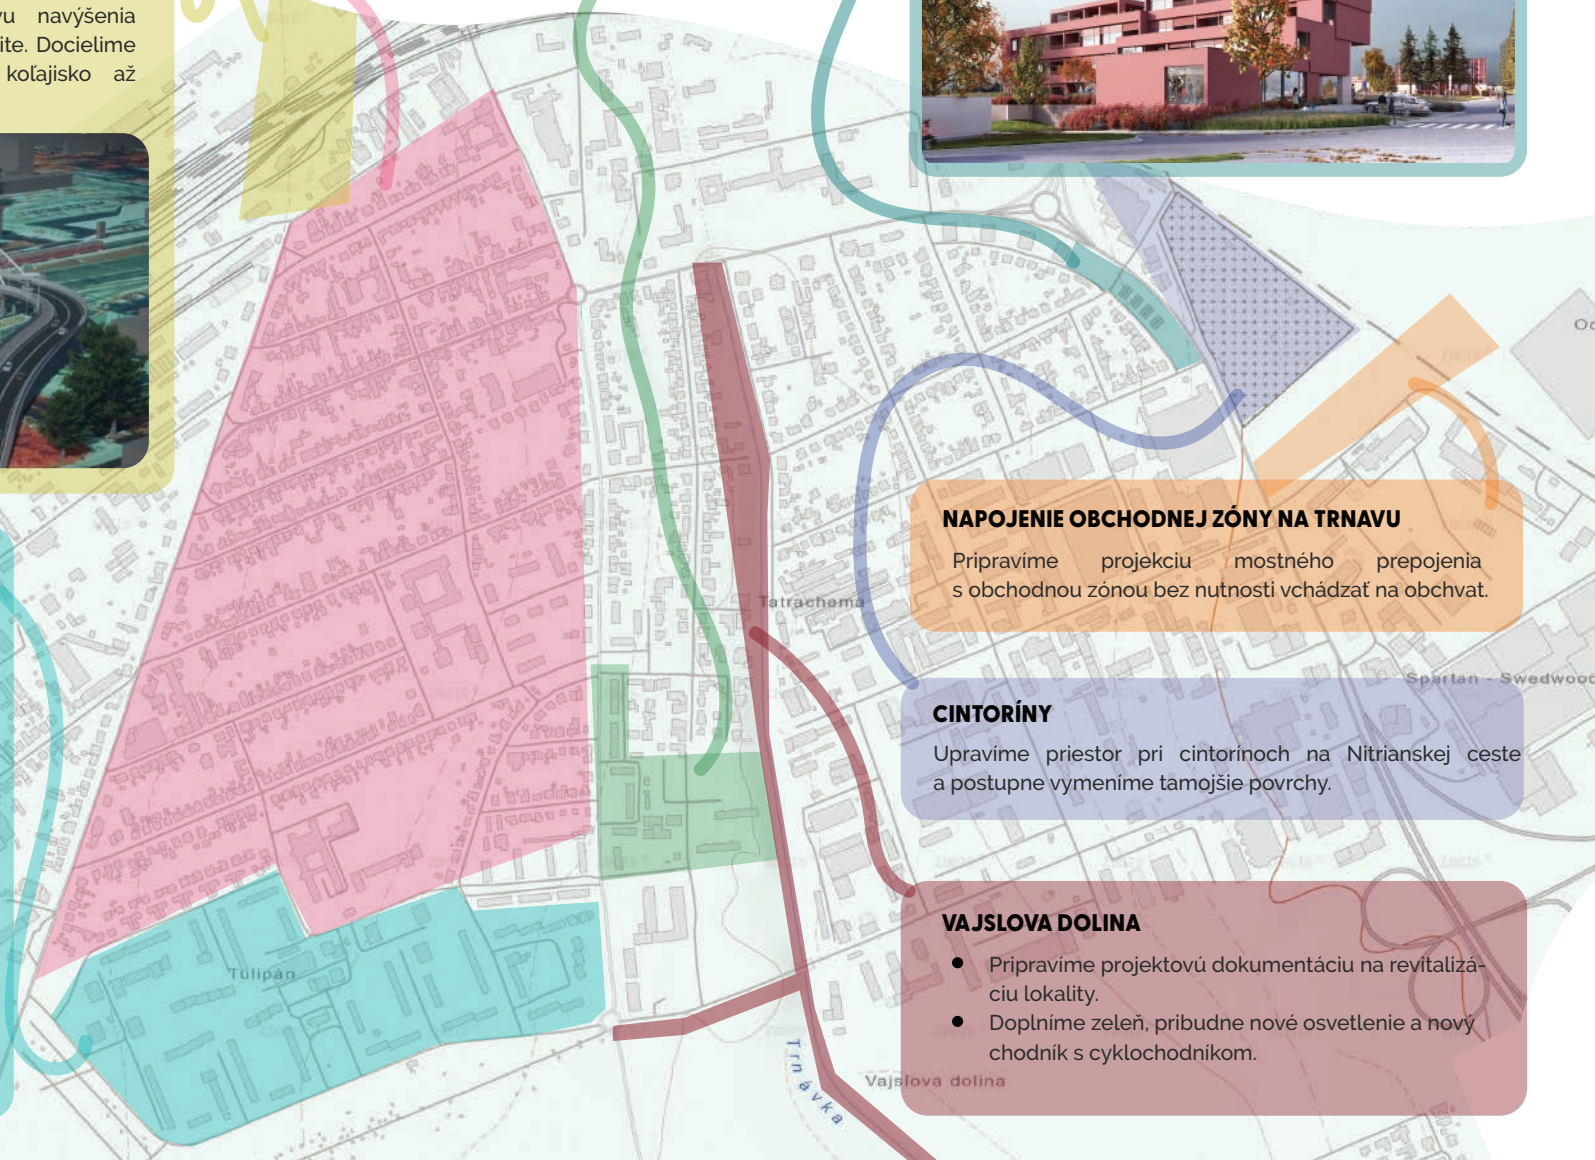 navýšenia
Docielime
koľajisko až
NAPOJENIE OBCHODNEJ ZÓNY NA TRNAVU
Pripravíme projekciu mostného prepojenia
s obchodnou zónou bez nutnosti vchádzať na obchvat.
Tatrachema
Spartan - Swedwood
CINTORÍNY
Upravíme priestor pri cintorínoch na Nitrianskej ceste
a postupne vymeníme tamojšie povrchy.
VAJSLOVA DOLINA
● Pripravíme projektovú dokumentáciu na revitalizá-
ciu lokality.
● Doplníme zeleň, pribudne nové osvetlenie a nový
chodník s cyklochodníkom.
Tulipán
Trnávka
Vajslova dolina